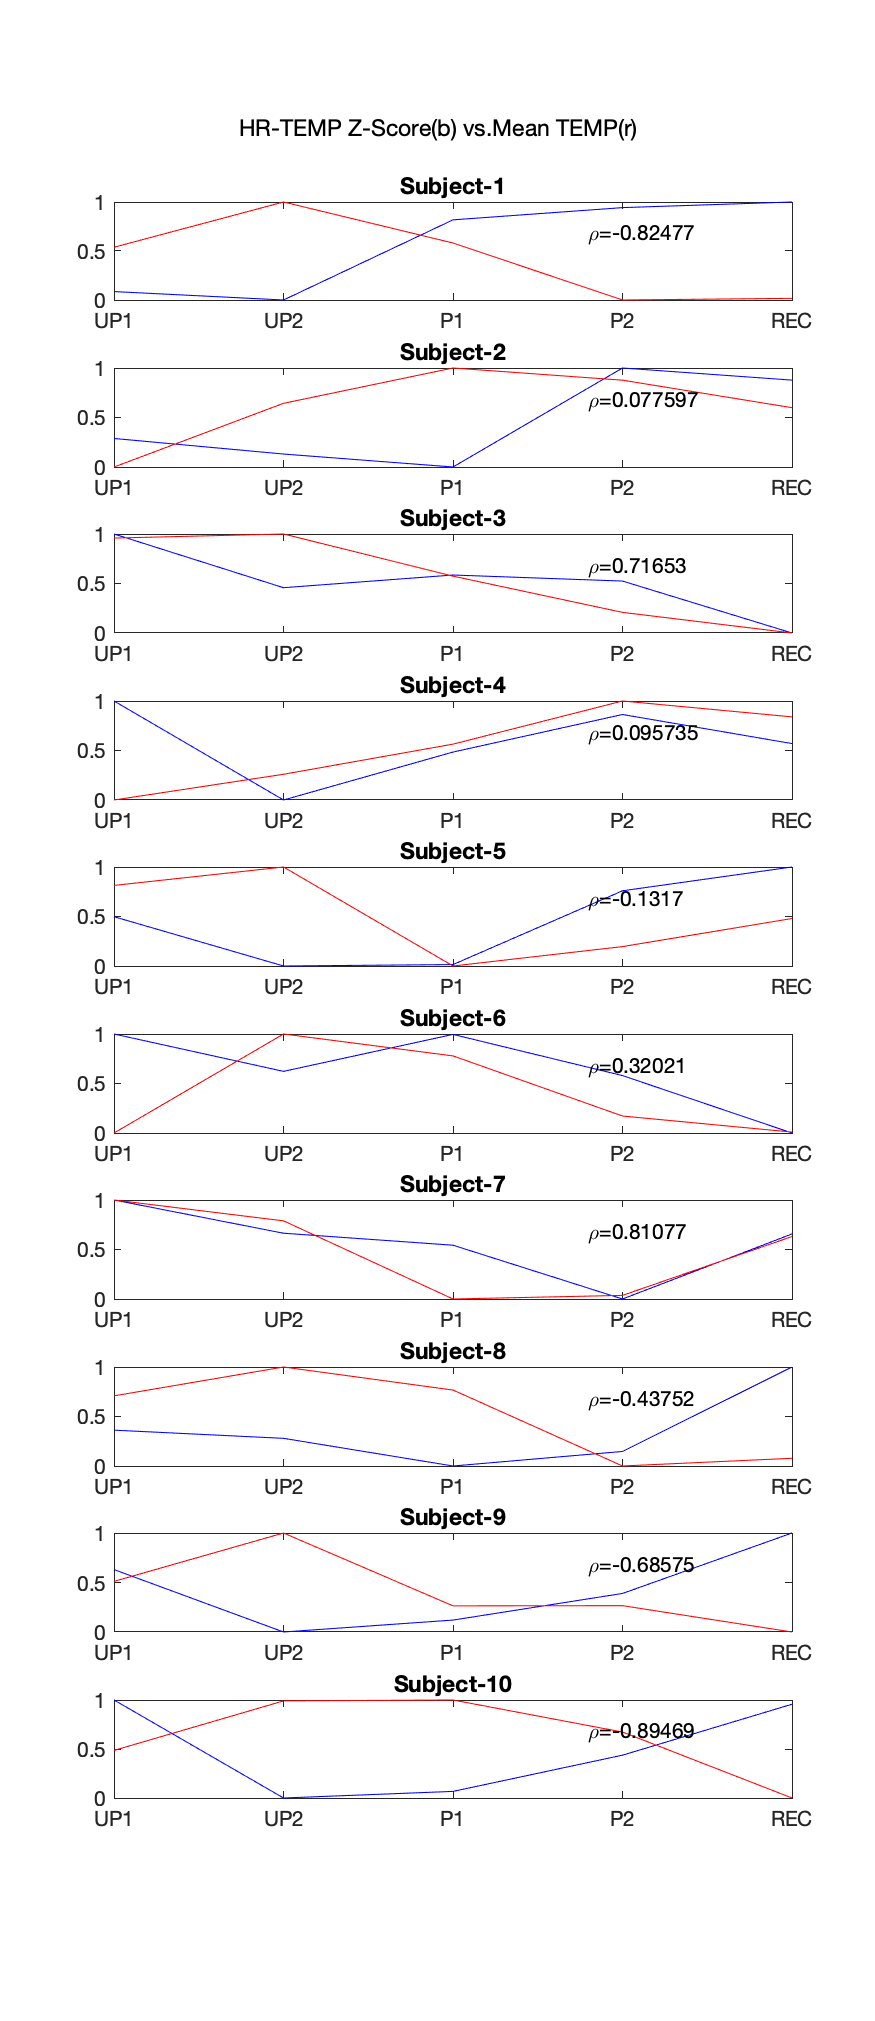 HR-TEMP Z-Score(b) vs.Mean TEMP(r)
Subject-1
1
0.5
0
ρ=-0.82477
UP1 UP2 P1 P2 REC
Subject-2
1
0.5
0
ρ=0.077597
UP1 UP2 P1 P2 REC
Subject-3
1
0.5
0
ρ=0.71653
UP1 UP2 P1 P2 REC
Subject-4
1
0.5
0
ρ=0.095735
UP1 UP2 P1 P2 REC
Subject-5
1
0.5
0
ρ=-0.1317
UP1 UP2 P1 P2 REC
Subject-6
1
0.5
0
ρ=0.32021
UP1 UP2 P1 P2 REC
Subject-7
1
0.5
0
ρ=0.81077
UP1 UP2 P1 P2 REC
Subject-8
1
0.5
0
ρ=-0.43752
UP1 UP2 P1 P2 REC
Subject-9
1
0.5
0
ρ=-0.68575
UP1 UP2 P1 P2 REC
Subject-10
1
0.5
0
ρ=-0.89469
UP1 UP2 P1 P2 REC